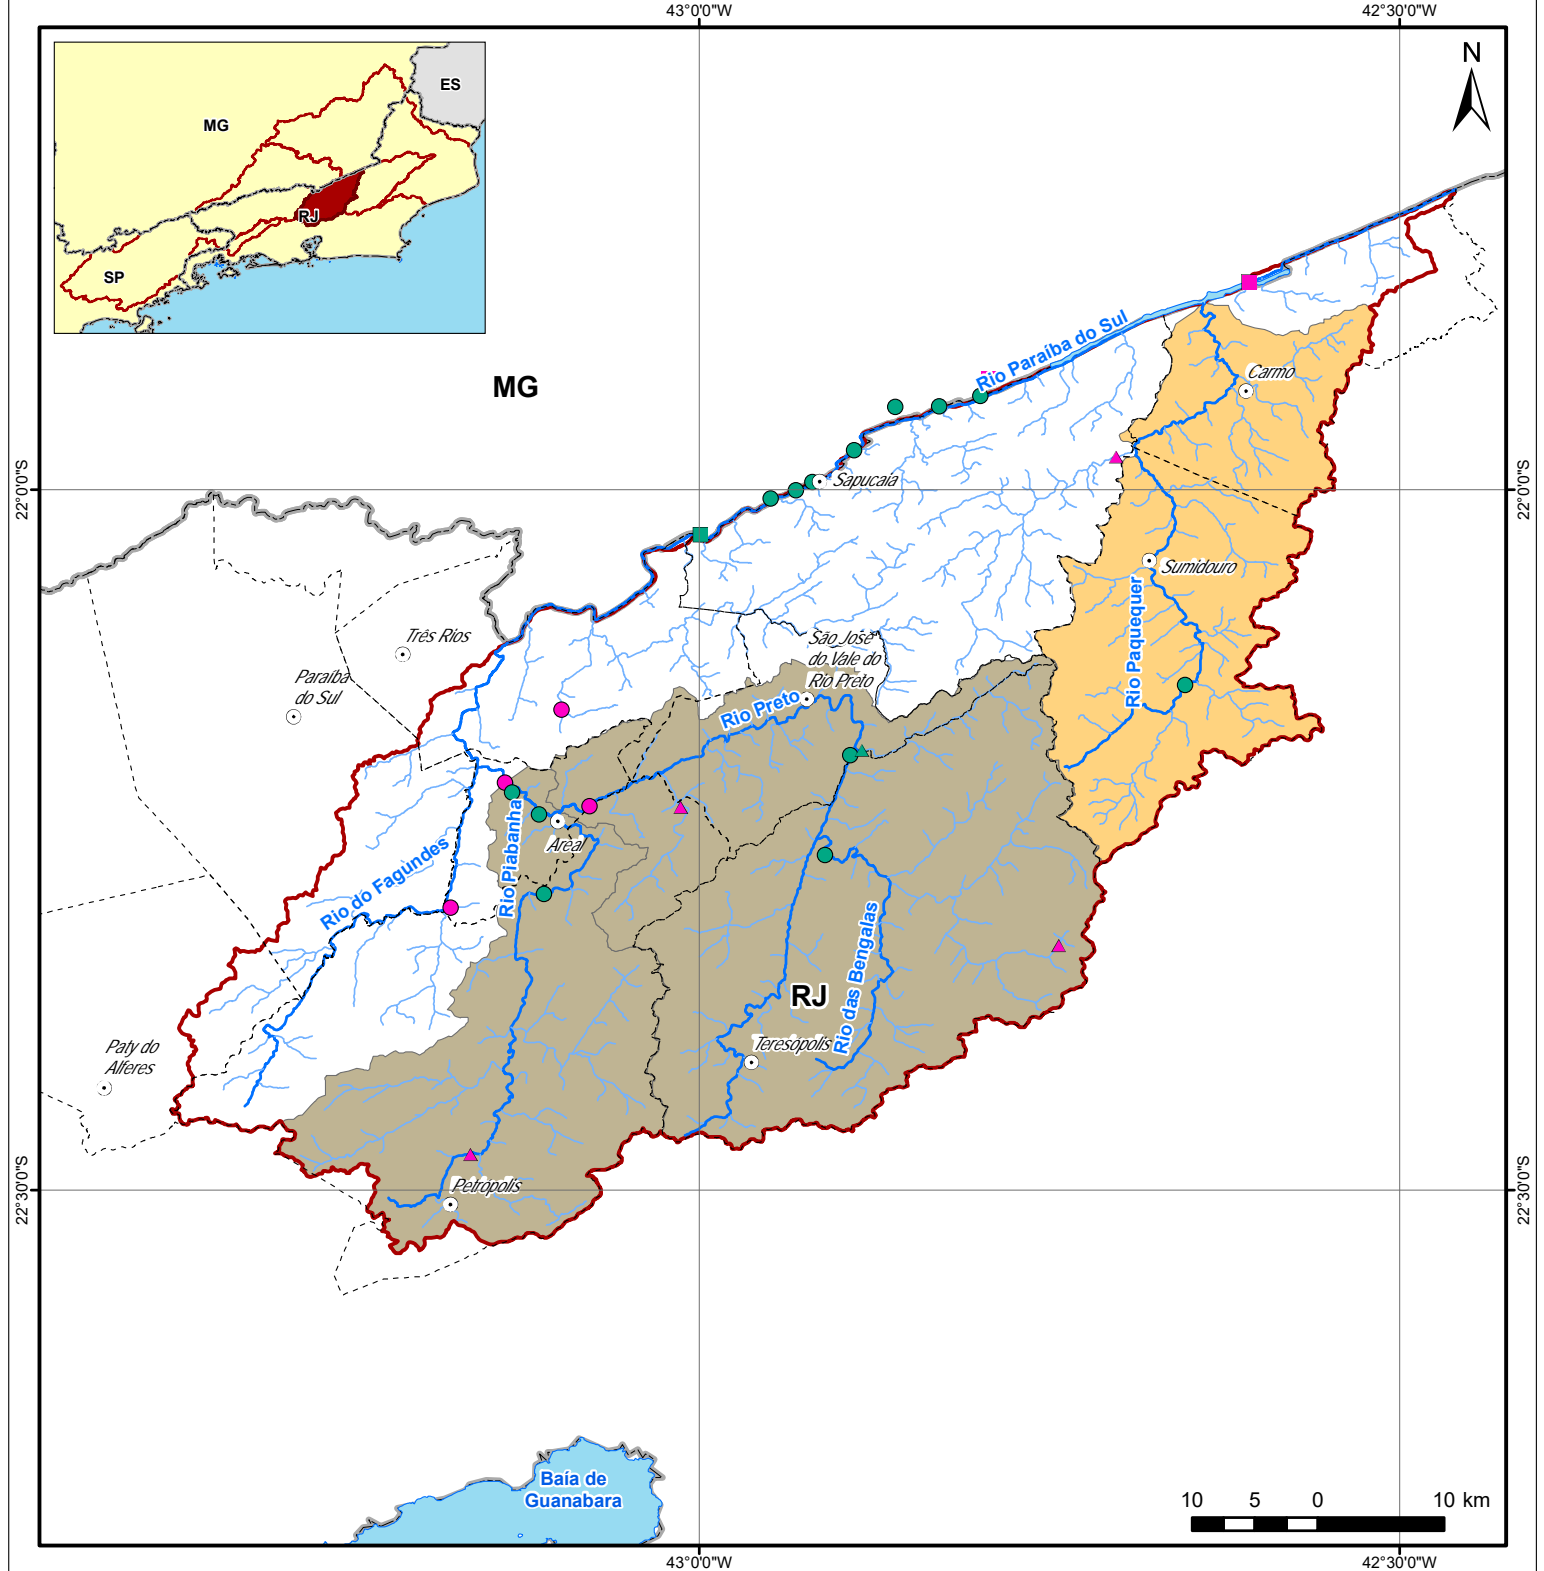 43°0'0"W
42°30'0"W
ES
MG
RJ
SP
N
MG
Rio Paraíba do Sul
Carmo
22°0'0"S
Sapucaia
22°0'0"S
Sumidouro
Três Rios
Paraíba
do Sul
São José
do Vale do
Rio Preto
Rio Preto
Rio Paquequer
Areal
Rio Piabanha
Rio do Fagundes
Rio das Bengalas
RJ
Teresópolis
Paty do
Alferes
Petrópolis
22°30'0"S
22°30'0"S
Baía de
Guanabara
10 5 0 10 km
43°0'0"W
42°30'0"W